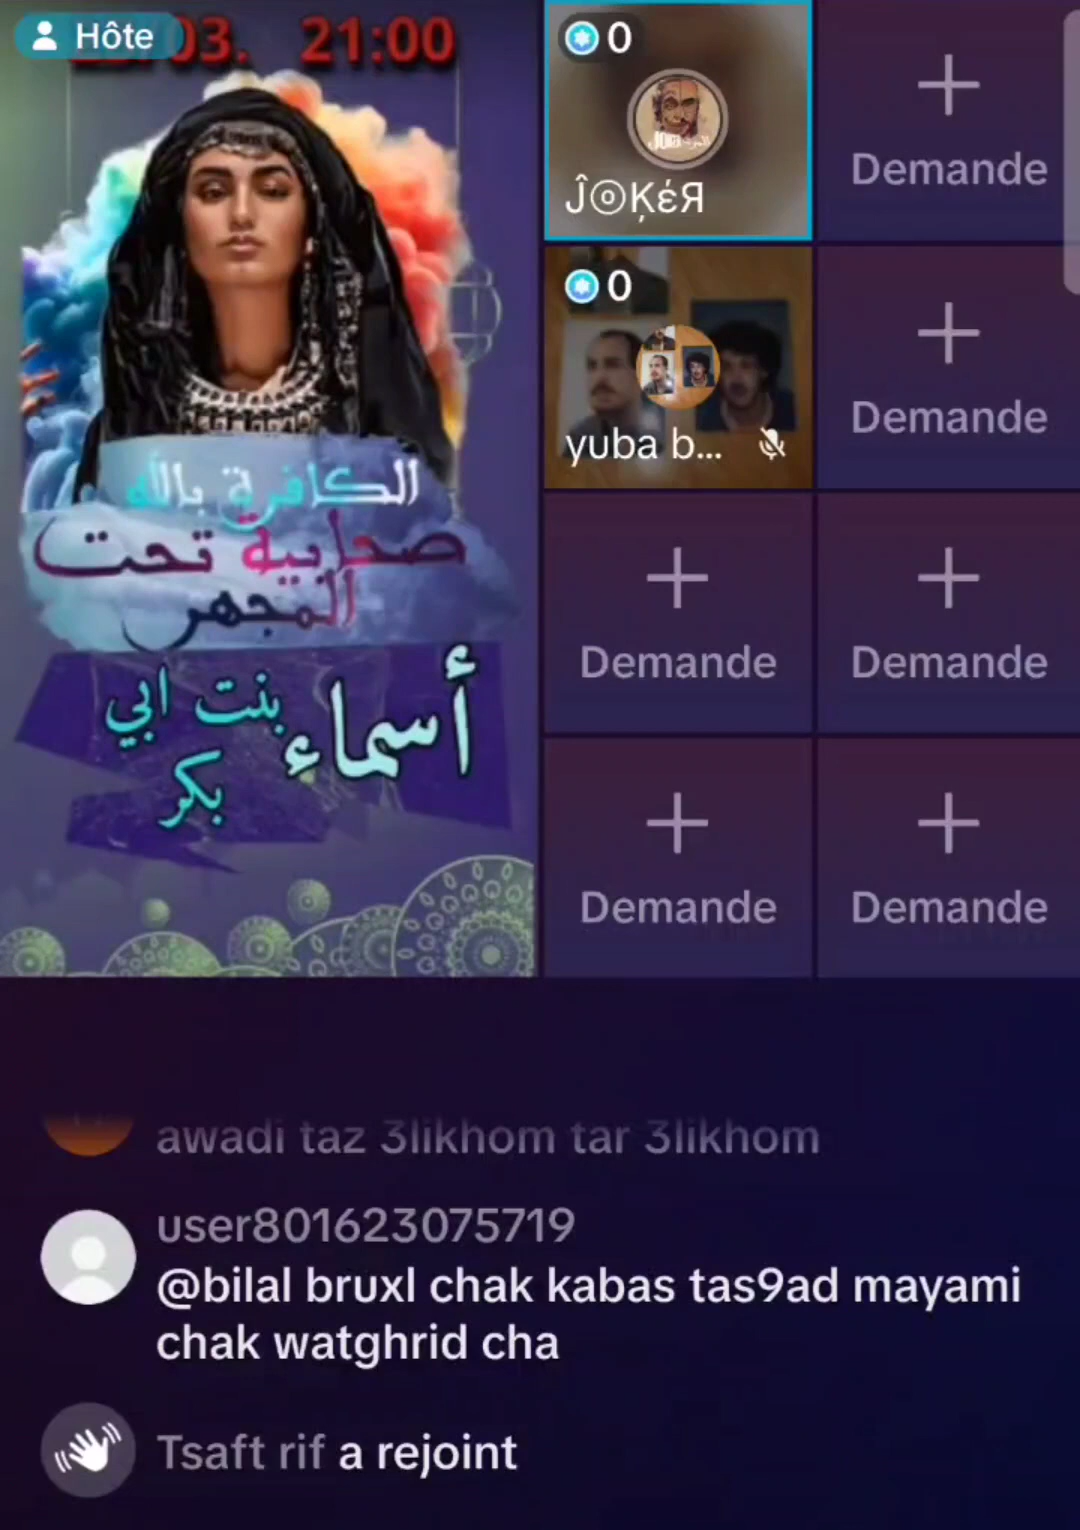 Hôte
03. 21:00
الكافرة بالله
صحابية تحت
المجهر
أسماء
بنت ابي
بكر
0
Ĵ⊙ĶέЯ
Demande
0
yuba b...
Demande
Demande
Demande
Demande
Demande
awadi taz 3likhom tar 3likhom
user801623075719
@bilal bruxl chak kabas tas9ad mayami
chak watghrid cha
Tsaft rif a rejoint